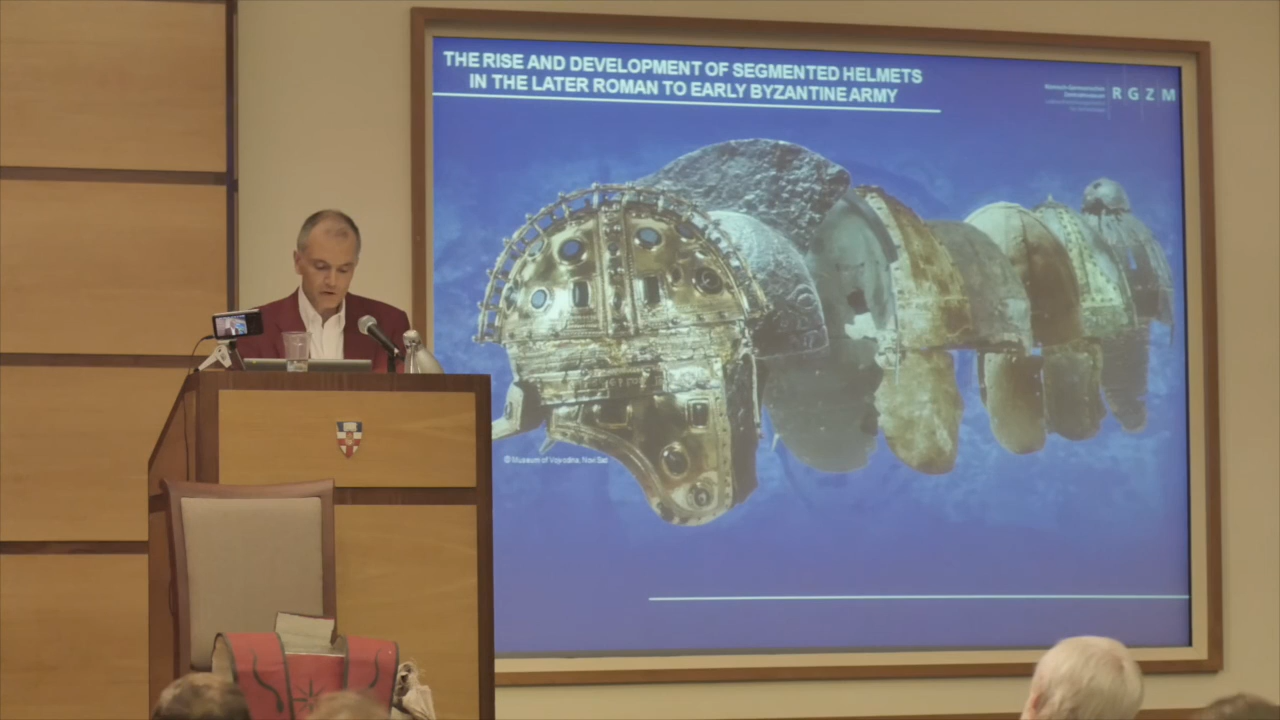 THE RISE AND DEVELOPMENT OF SEGMENTED HELMETS
IN THE LATER ROMAN TO EARLY BYZANTINE ARMY
RGZM
© Museum of Vojvodina, Novi Sad